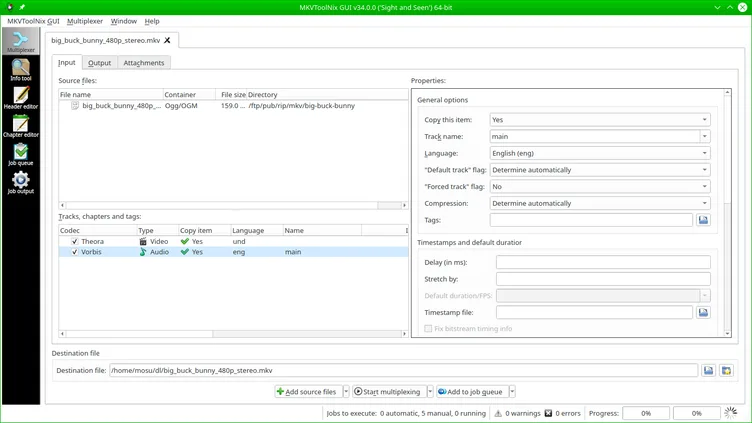 MKVToolNix GUI v34.0.0 ('Sight and Seen') 64-bit
MKVToolNix GUI Multiplexer Window Help
Multiplexer
Info tool
Header editor
Chapter editor
Job queue
Job output
big_buck_bunny_480p_stereo.mkv
Input Output Attachments
Source files:
File name Container File size Directory
big_buck_bunny_480p_... Ogg/OGM 159.0 ... /ftp/pub/rip/mkv/big-buck-bunny
Tracks, chapters and tags:
Codec Type Copy item Language Name I
Theora Video Yes und
Vorbis Audio Yes eng main
Properties:
General options
Copy this item: Yes
Track name: main
Language: English (eng)
"Default track" flag: Determine automatically
"Forced track" flag: No
Compression: Determine automatically
Tags:
Timestamps and default duration
Delay (in ms):
Stretch by:
Default duration/FPS:
Timestamp file:
Fix bitstream timing info
Destination file
Destination file: /home/mosu/dl/big_buck_bunny_480p_stereo.mkv
Add source files Start multiplexing Add to job queue
Jobs to execute: 0 automatic, 5 manual, 0 running 0 warnings 0 errors Progress: 0% 0%